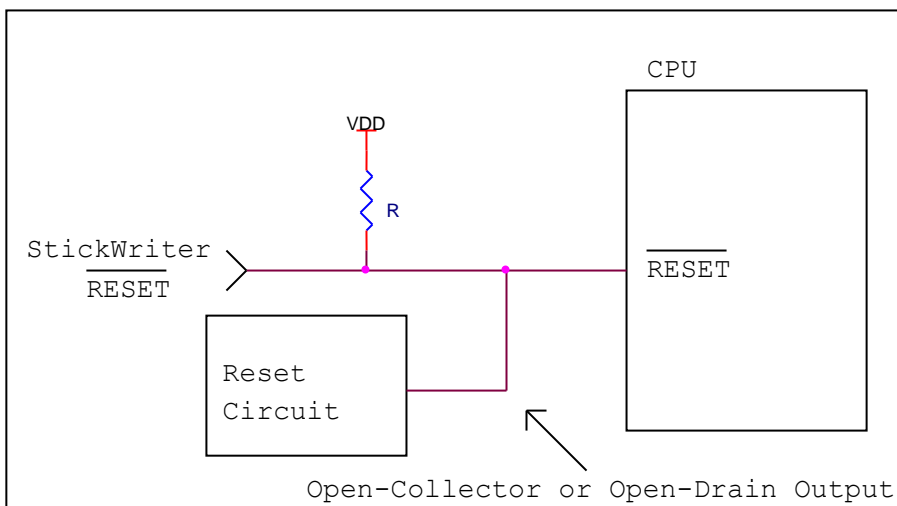 CPU
VDD
R
StickWriter
RESET
RESET
Reset
Circuit
Open-Collector or Open-Drain Output